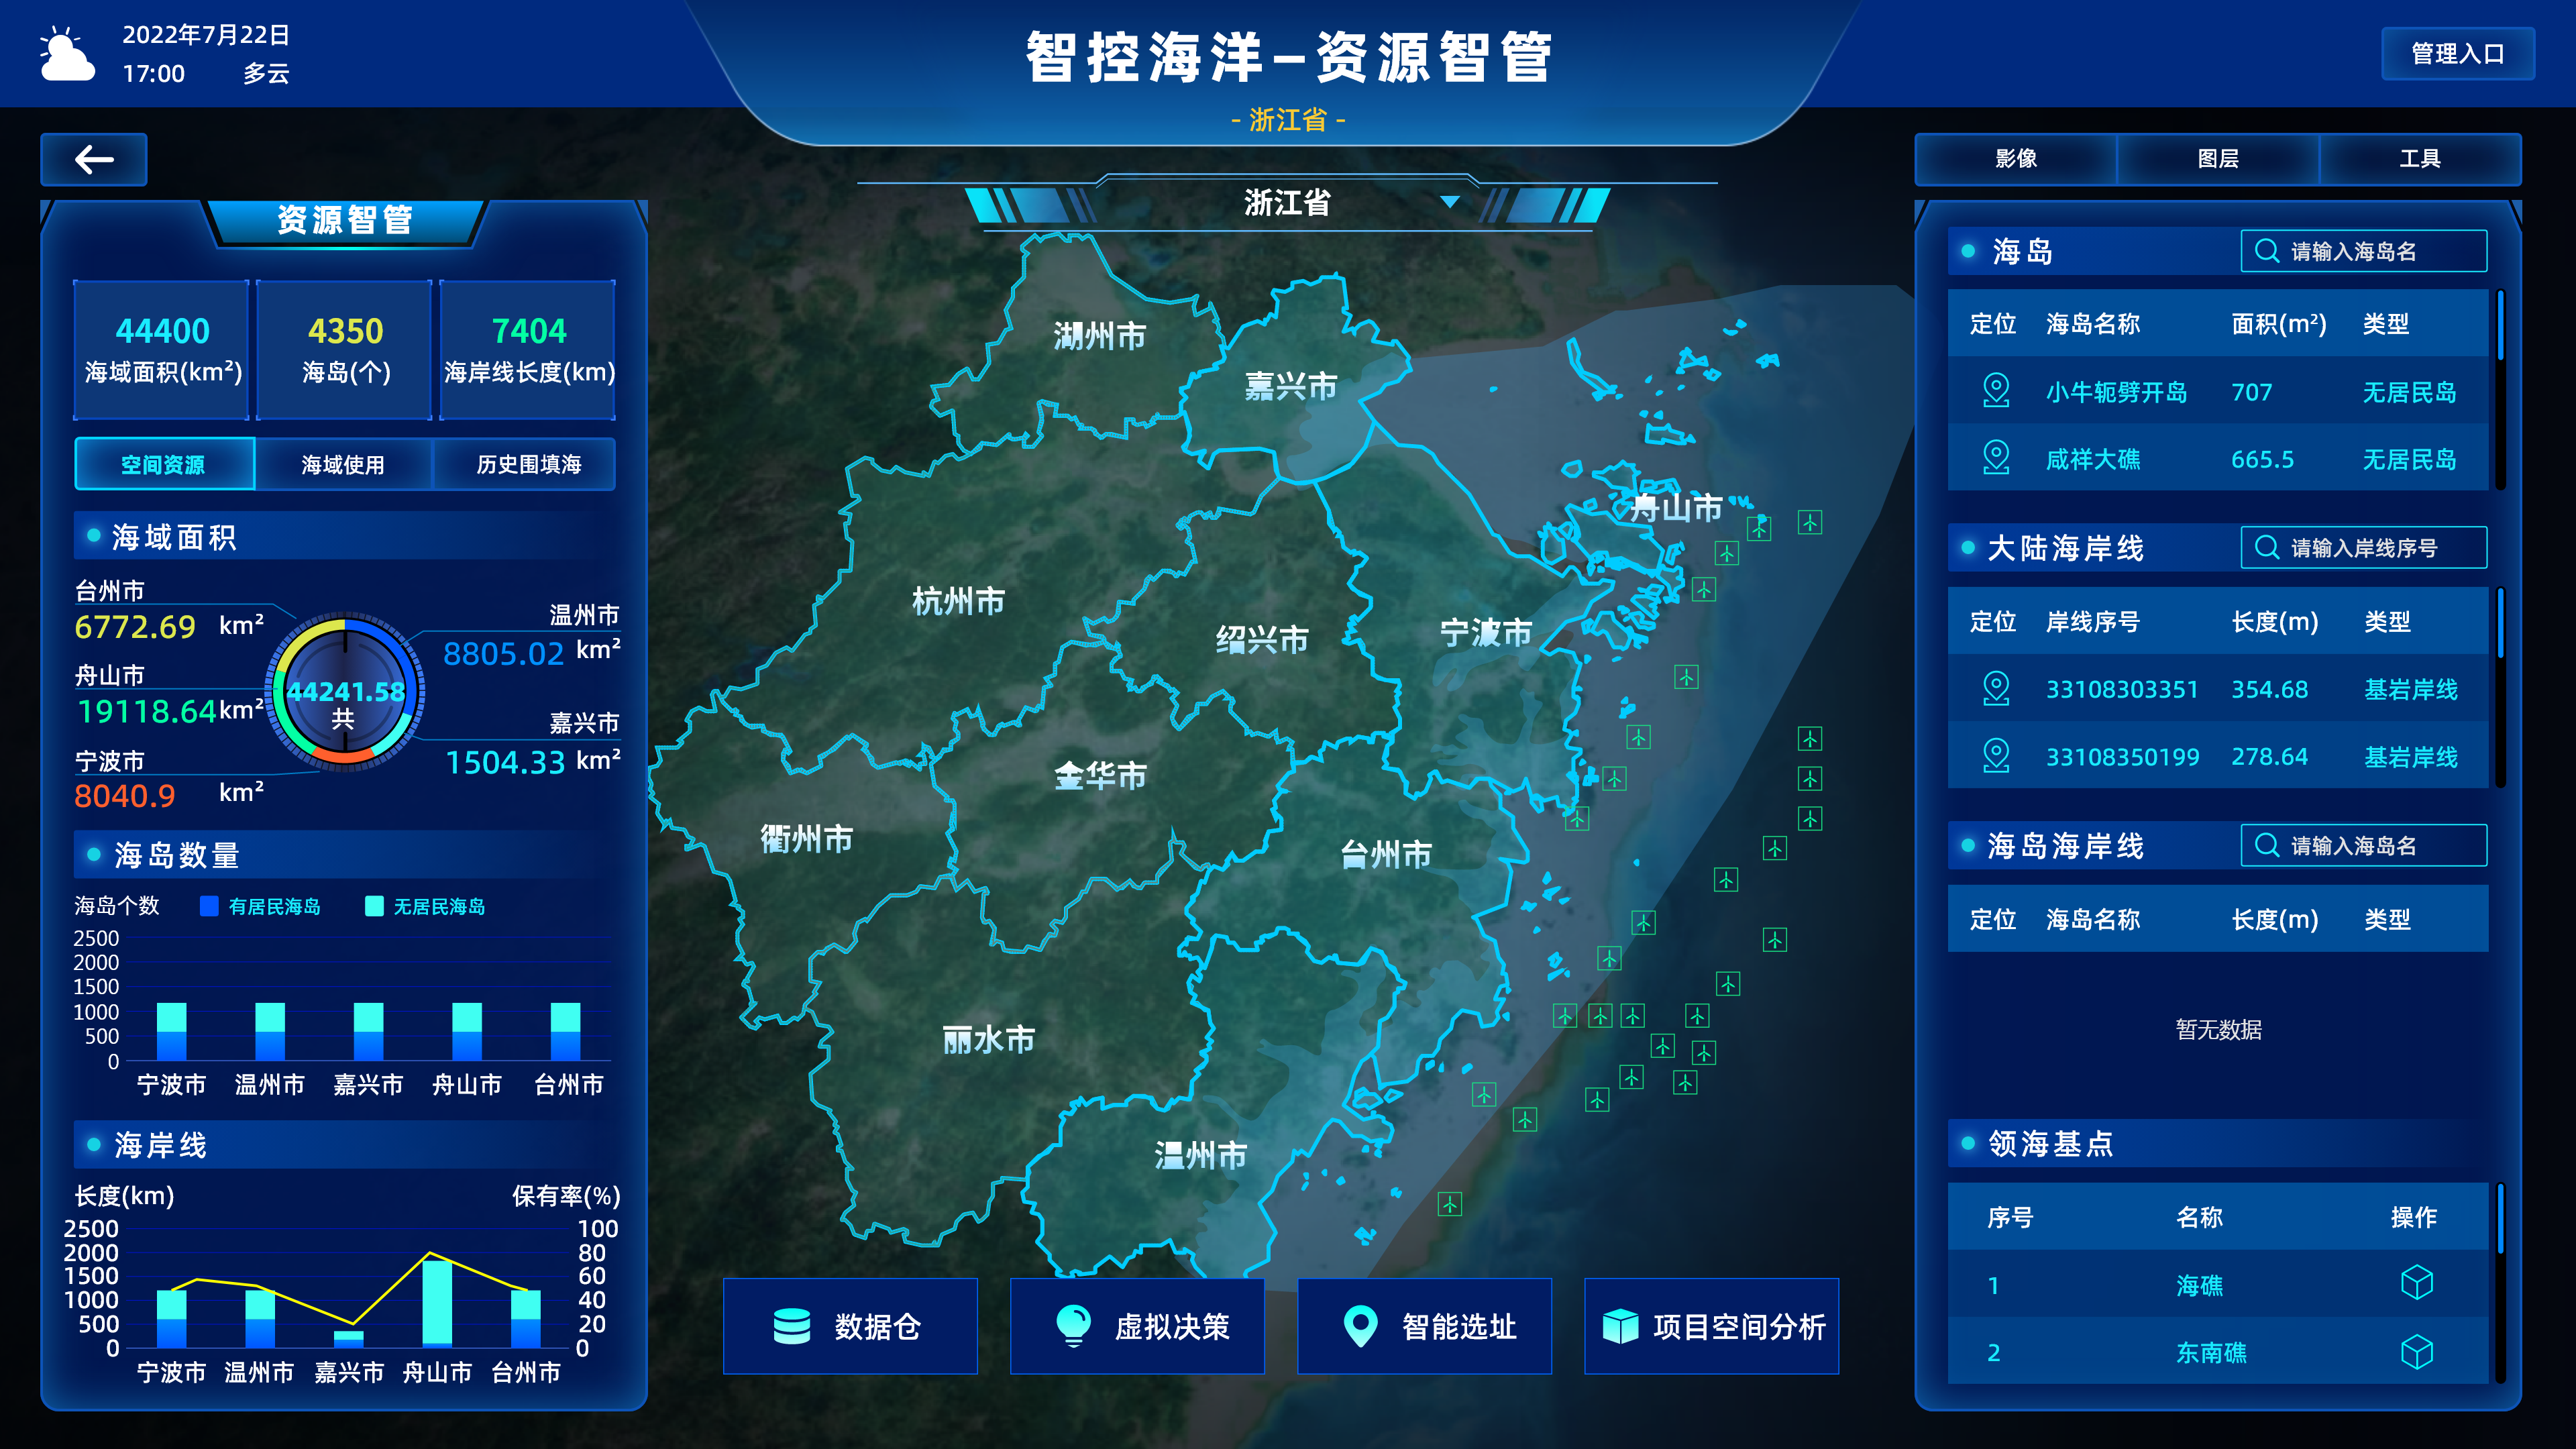 2022年7月22日
17:00 多云
智控海洋–资源智管
- 浙江省 -
管理入口
浙江省
影像 图层 工具
资源智管
44400 4350 7404
海域面积(km²) 海岛(个) 海岸线长度(km)
空间资源 海域使用 历史围填海
海域面积
台州市
6772.69 km²
舟山市
19118.64 km²
宁波市
8040.9 km²
44241.58
共
温州市
8805.02 km²
嘉兴市
1504.33 km²
海岛数量
海岛个数 有居民海岛 无居民海岛
2500
2000
1500
1000
500
0
宁波市 温州市 嘉兴市 舟山市 台州市
海岸线
长度(km) 保有率(%)
2500 100
2000 80
1500 60
1000 40
500 20
0 0
宁波市 温州市 嘉兴市 舟山市 台州市
湖州市
嘉兴市
舟山市
杭州市
绍兴市
宁波市
金华市
衢州市
台州市
丽水市
温州市
数据仓 虚拟决策 智能选址 项目空间分析
海岛 请输入海岛名
定位 海岛名称 面积(m²) 类型
小牛轭劈开岛 707 无居民岛
咸祥大礁 665.5 无居民岛
大陆海岸线 请输入岸线序号
定位 岸线序号 长度(m) 类型
33108303351 354.68 基岩岸线
33108350199 278.64 基岩岸线
海岛海岸线 请输入海岛名
定位 海岛名称 长度(m) 类型
暂无数据
领海基点
序号 名称 操作
1 海礁
2 东南礁